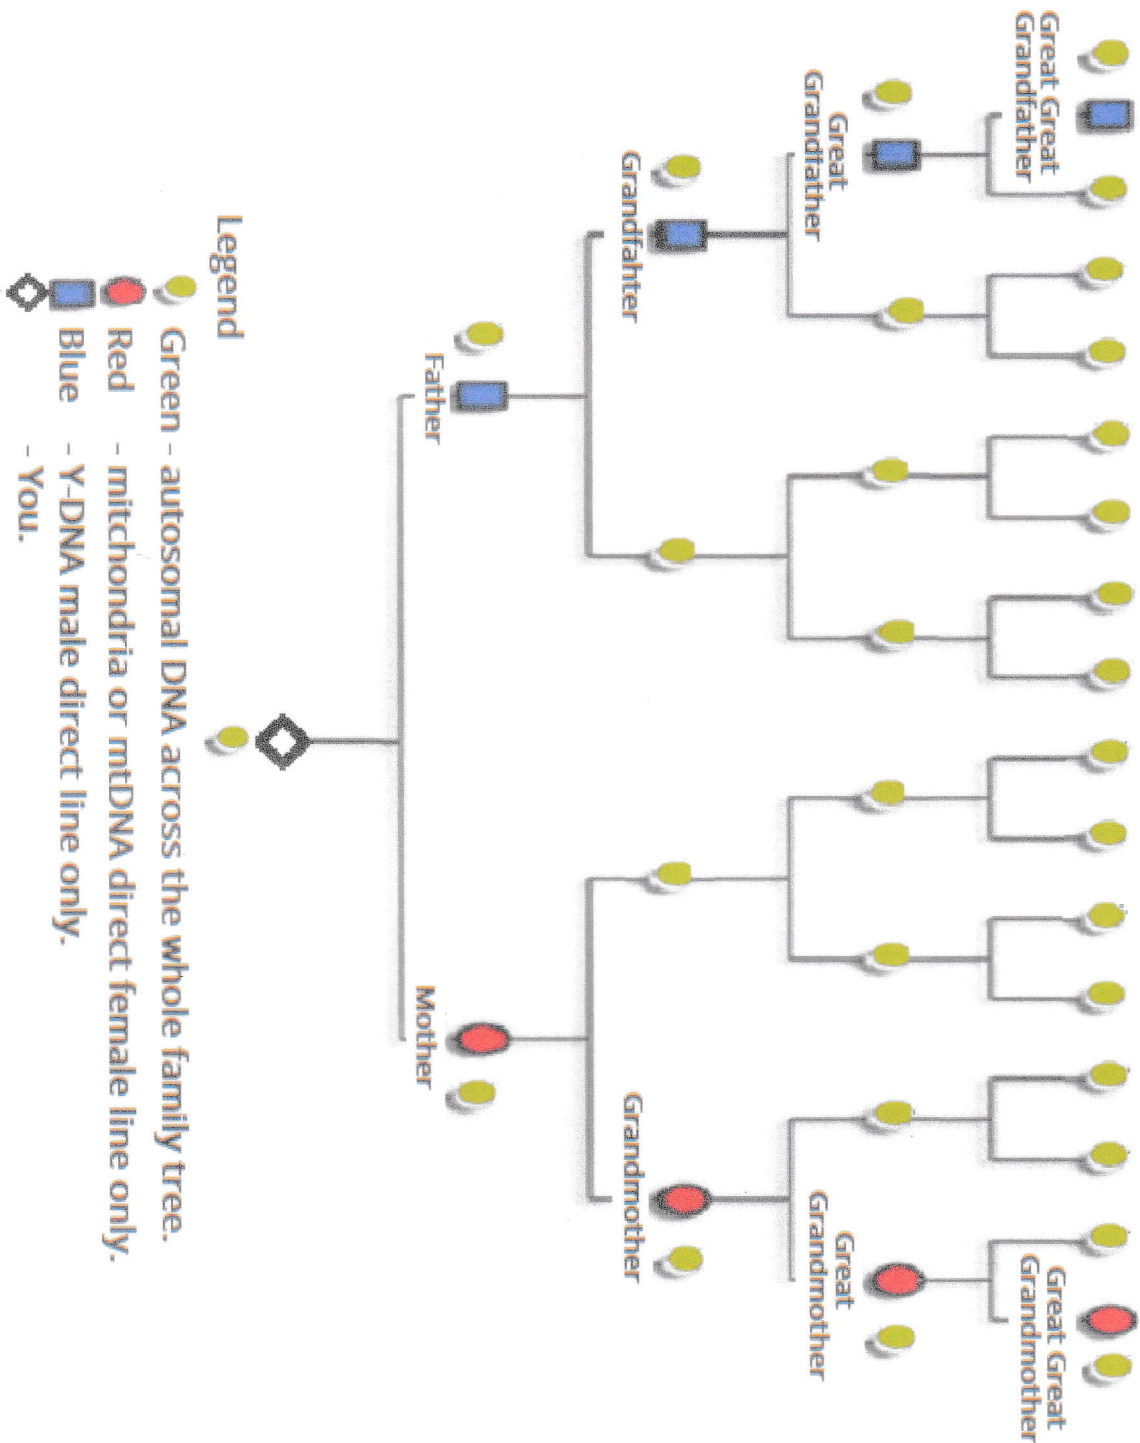 Great Great
Grandfather
Great
Grandfather
Grandfahter
Father
Great Great
Grandmother
Great
Grandmother
Grandmother
Mother
Legend
Green - autosomal DNA across the whole family tree.
Red - mitchondria or mtDNA direct female line only.
Blue - Y-DNA male direct line only.
- You.